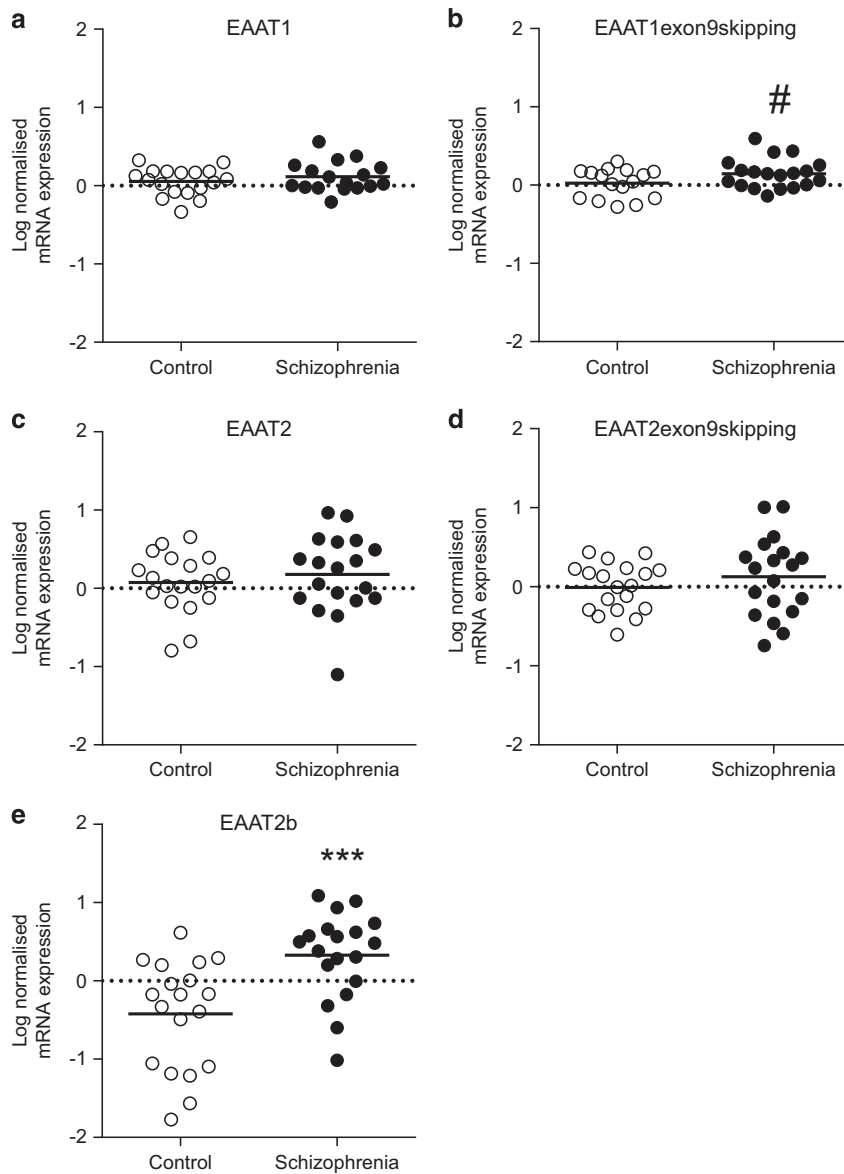 a
EAAT1
2
1
0
-1
-2
Log normalised
mRNA expression
Control
Schizophrenia
b
EAAT1exon9skipping
#
2
1
0
-1
-2
Log normalised
mRNA expression
Control
Schizophrenia
c
EAAT2
2
1
0
-1
-2
Log normalised
mRNA expression
Control
Schizophrenia
d
EAAT2exon9skipping
2
1
0
-1
-2
Log normalised
mRNA expression
Control
Schizophrenia
e
EAAT2b
***
2
1
0
-1
-2
Log normalised
mRNA expression
Control
Schizophrenia